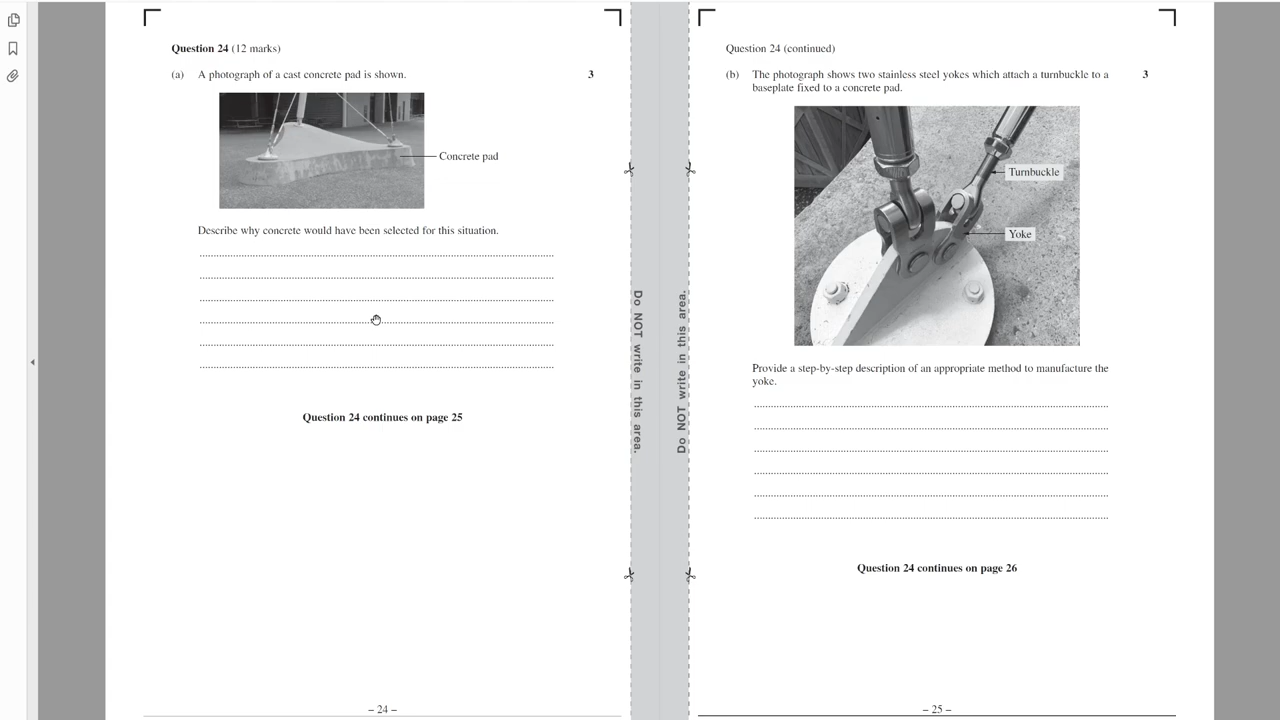 Question 24 (12 marks)
(a) A photograph of a cast concrete pad is shown. 3
Concrete pad
Describe why concrete would have been selected for this situation.
Question 24 continues on page 25
– 24 –
Do NOT write in this area.
Do NOT write in this area.
Question 24 (continued)
(b) The photograph shows two stainless steel yokes which attach a turnbuckle to a 3
baseplate fixed to a concrete pad.
Turnbuckle
Yoke
Provide a step-by-step description of an appropriate method to manufacture the
yoke.
Question 24 continues on page 26
– 25 –